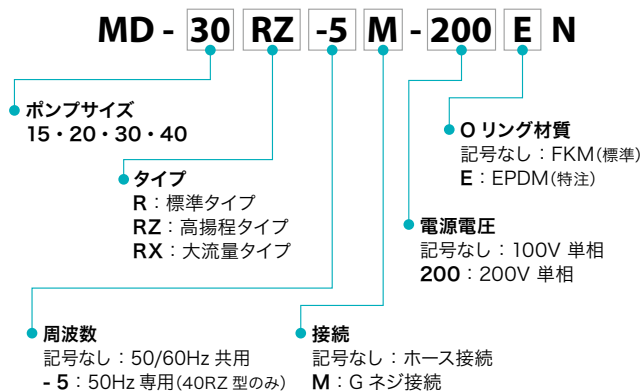 MD - 30 RZ -5 M - 200 E N
ポンプサイズ
15・20・30・40
O リング材質
記号なし：FKM(標準)
E：EPDM(特注)
タイプ
R：標準タイプ
RZ：高揚程タイプ
RX：大流量タイプ
電源電圧
記号なし：100V 単相
200：200V 単相
周波数
記号なし：50/60Hz 共用
- 5：50Hz 専用(40RZ 型のみ)
接続
記号なし：ホース接続
M：G ネジ接続